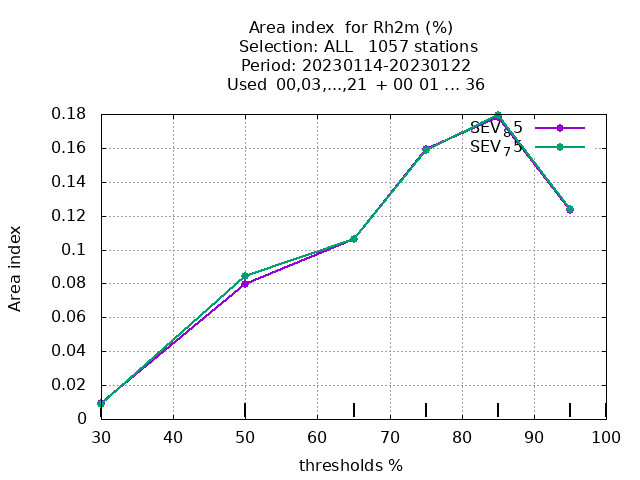 Area index  for Rh2m (%)
Selection: ALL   1057 stations
Period: 20230114-20230122
Used  00,03,...,21  + 00 01 ... 36
0.18
SEV₈5
SEV₇5
0.16
0.14
0.12
0.1
0.08
0.06
0.04
0.02
0
Area index
30 40 50 60 70 80 90 100
thresholds %